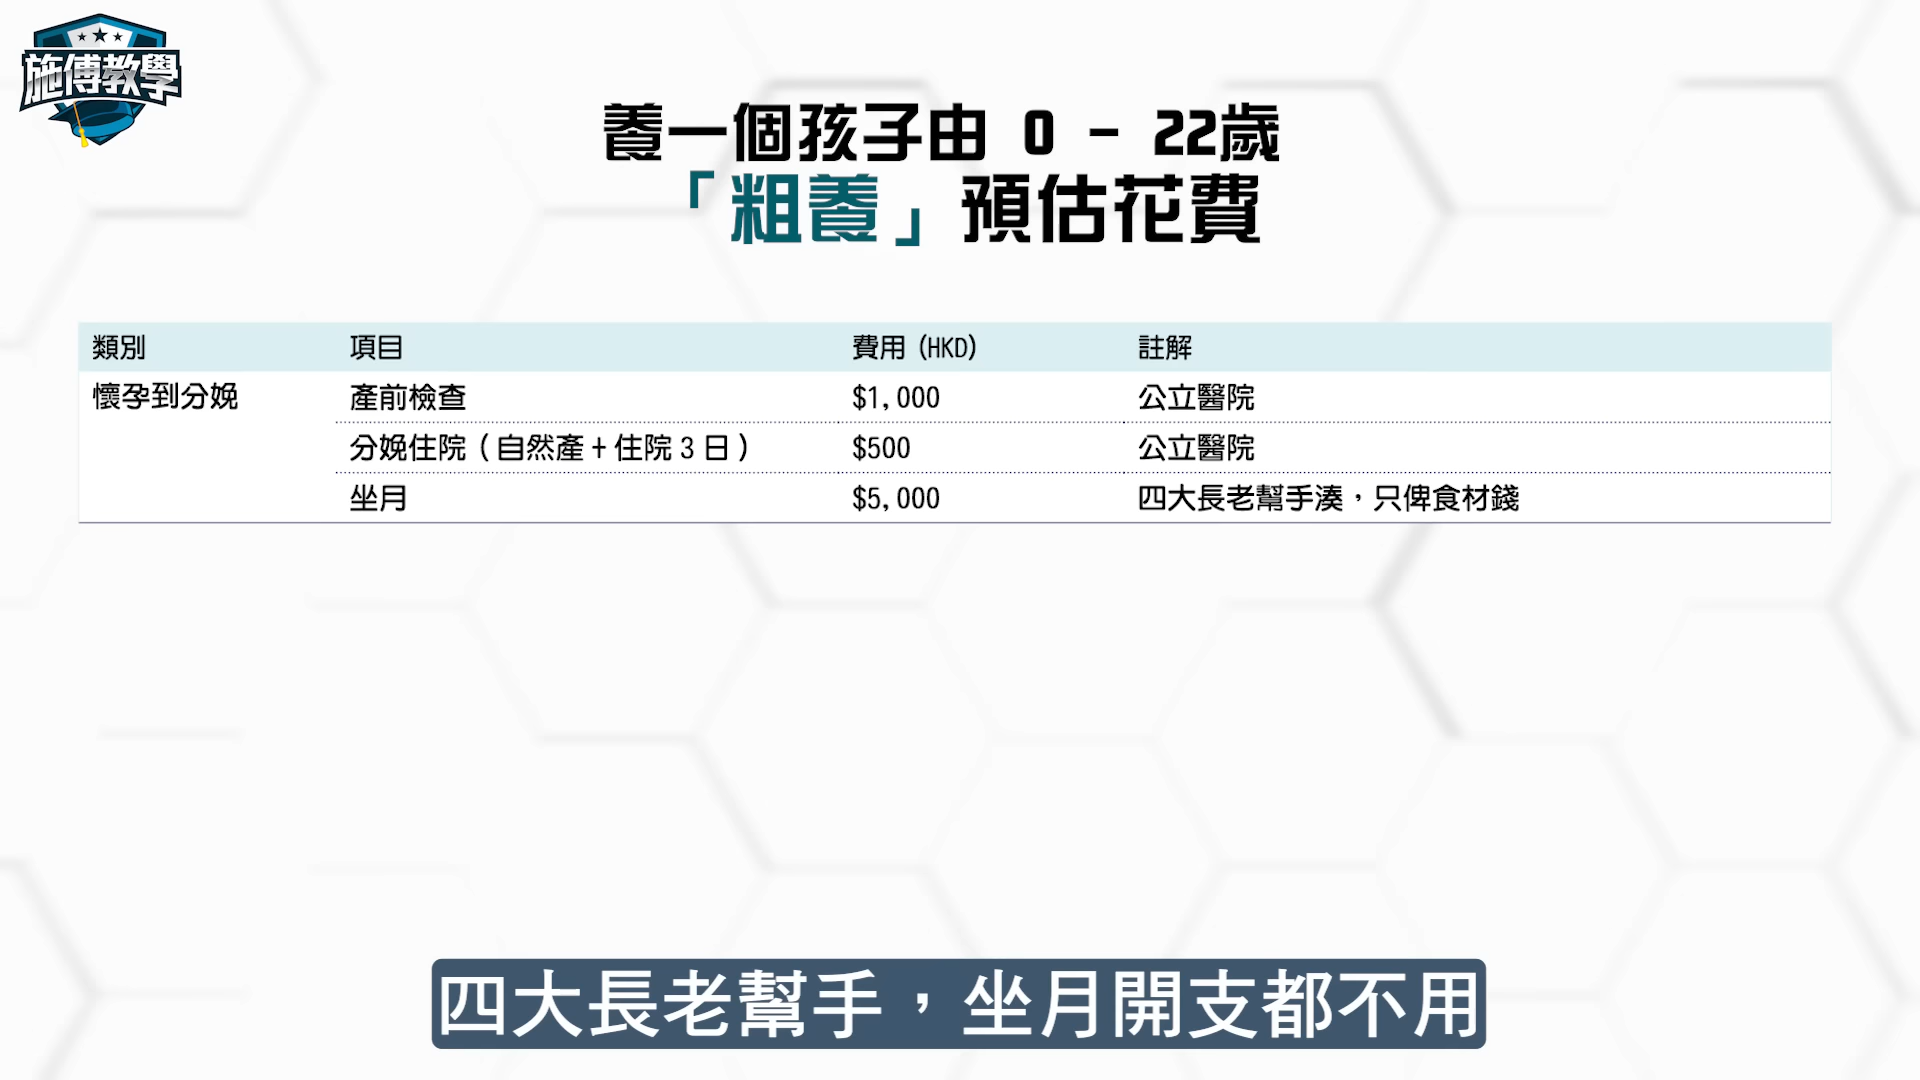 施傅教學
養一個孩子由 0 - 22歲
「粗養」預估花費
類別 項目 費用 (HKD) 註解
懷孕到分娩 產前檢查 $1,000 公立醫院
分娩住院（自然產+住院3日） $500 公立醫院
坐月 $5,000 四大長老幫手湊，只俾食材錢
四大長老幫手，坐月開支都不用